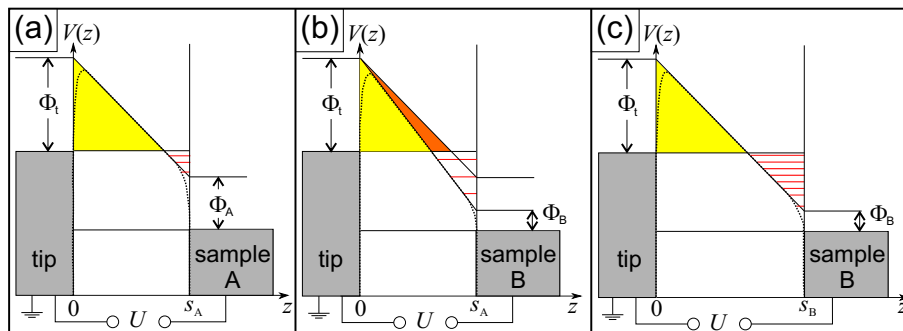 (a)
V(z)
Φt
ΦA
tip
sample
A
0
sA
z
U
(b)
V(z)
Φt
ΦB
tip
sample
B
0
sA
z
U
(c)
V(z)
Φt
ΦB
tip
sample
B
0
sB
z
U